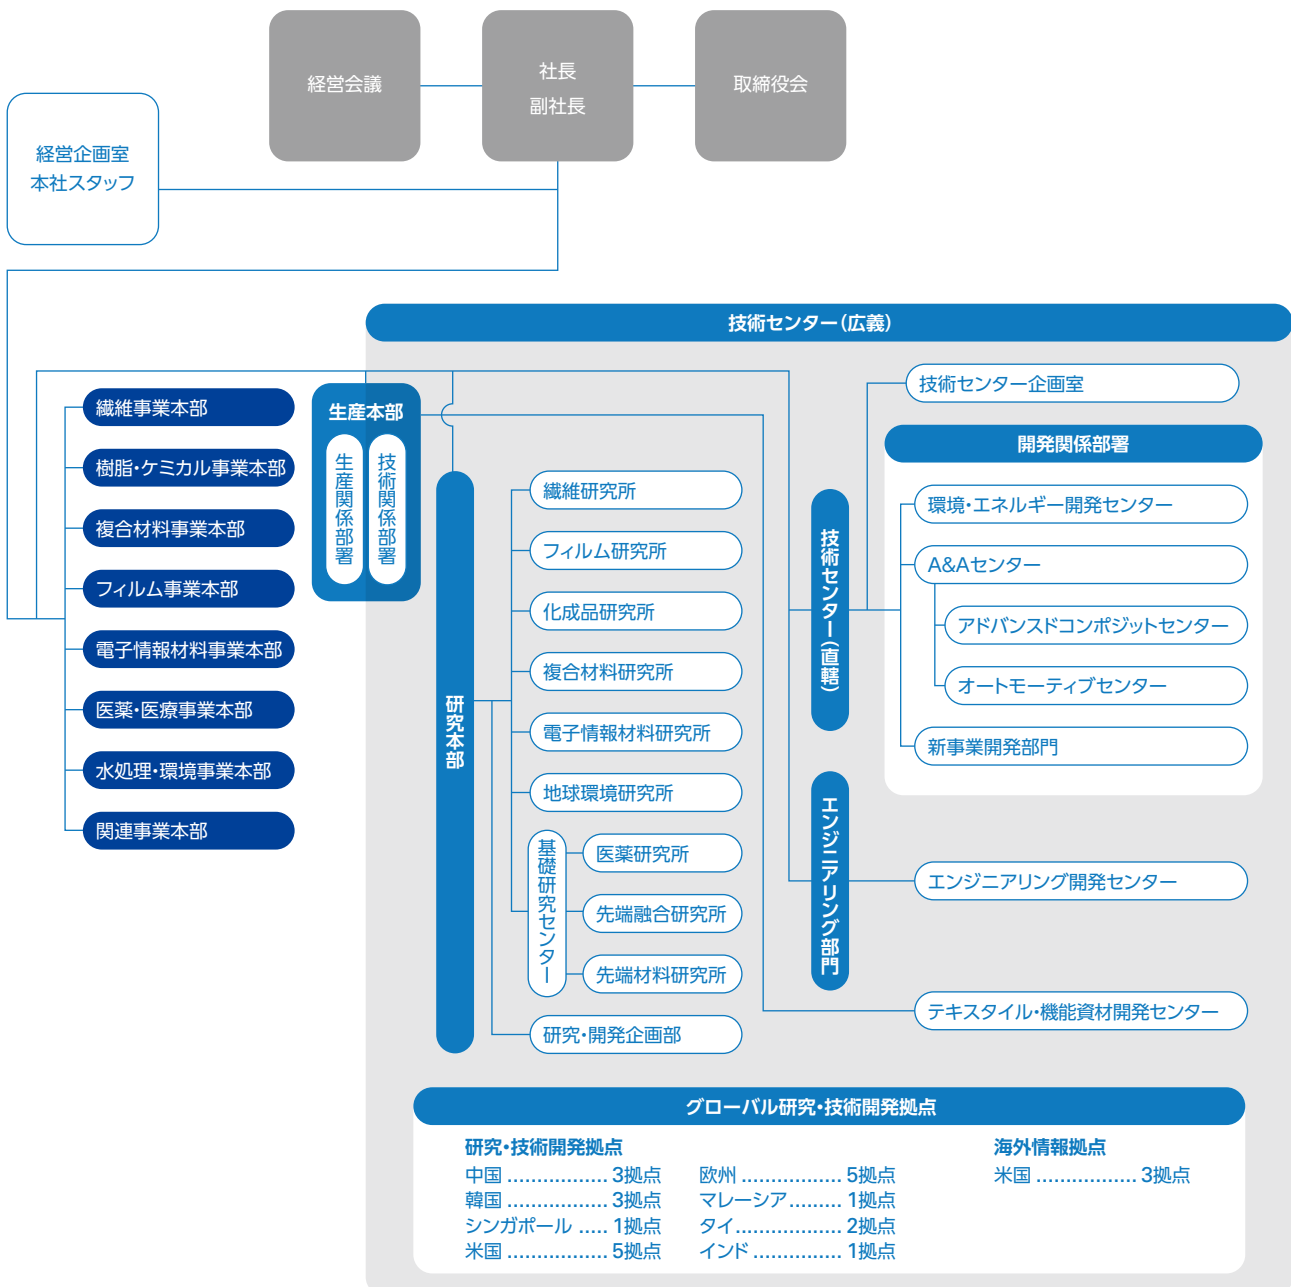 経営会議
社長
副社長
取締役会
経営企画室
本社スタッフ
技術センター（広義）
繊維事業本部
樹脂・ケミカル事業本部
複合材料事業本部
フィルム事業本部
電子情報材料事業本部
医薬・医療事業本部
水処理・環境事業本部
関連事業本部
生産本部
生産関係部署
技術関係部署
研究本部
繊維研究所
フィルム研究所
化成品研究所
複合材料研究所
電子情報材料研究所
地球環境研究所
基礎研究センター
医薬研究所
先端融合研究所
先端材料研究所
研究・開発企画部
技術センター（直轄）
技術センター企画室
開発関係部署
環境・エネルギー開発センター
A&Aセンター
アドバンスドコンポジットセンター
オートモーティブセンター
新事業開発部門
エンジニアリング部門
エンジニアリング開発センター
テキスタイル・機能資材開発センター
グローバル研究・技術開発拠点
研究・技術開発拠点
中国 ................. 3拠点
韓国 ................. 3拠点
シンガポール ..... 1拠点
米国 ................. 5拠点
欧州 ................. 5拠点
マレーシア......... 1拠点
タイ.................. 2拠点
インド ............... 1拠点
海外情報拠点
米国 ................. 3拠点